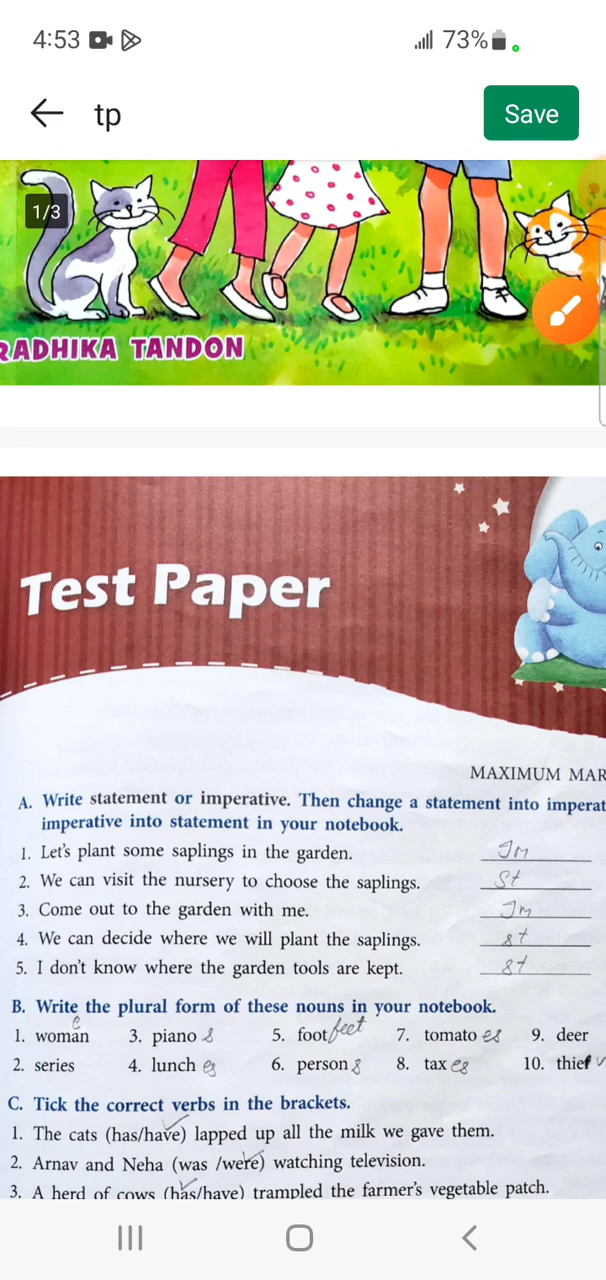 4:53
73%
tp
Save
1/3
RADHIKA TANDON
Test Paper
MAXIMUM MAR
A. Write statement or imperative. Then change a statement into imperat
imperative into statement in your notebook.
1. Let's plant some saplings in the garden. Im
2. We can visit the nursery to choose the saplings. St
3. Come out to the garden with me. Im
4. We can decide where we will plant the saplings. st
5. I don't know where the garden tools are kept. st
B. Write the plural form of these nouns in your notebook.
e
1. woman 3. piano s 5. foot feet 7. tomato es 9. deer
2. series 4. lunch es 6. person s 8. tax es 10. thief v
C. Tick the correct verbs in the brackets.
1. The cats (has/have) lapped up all the milk we gave them.
2. Arnav and Neha (was /were) watching television.
3. A herd of cows (has/have) trampled the farmer's vegetable patch.